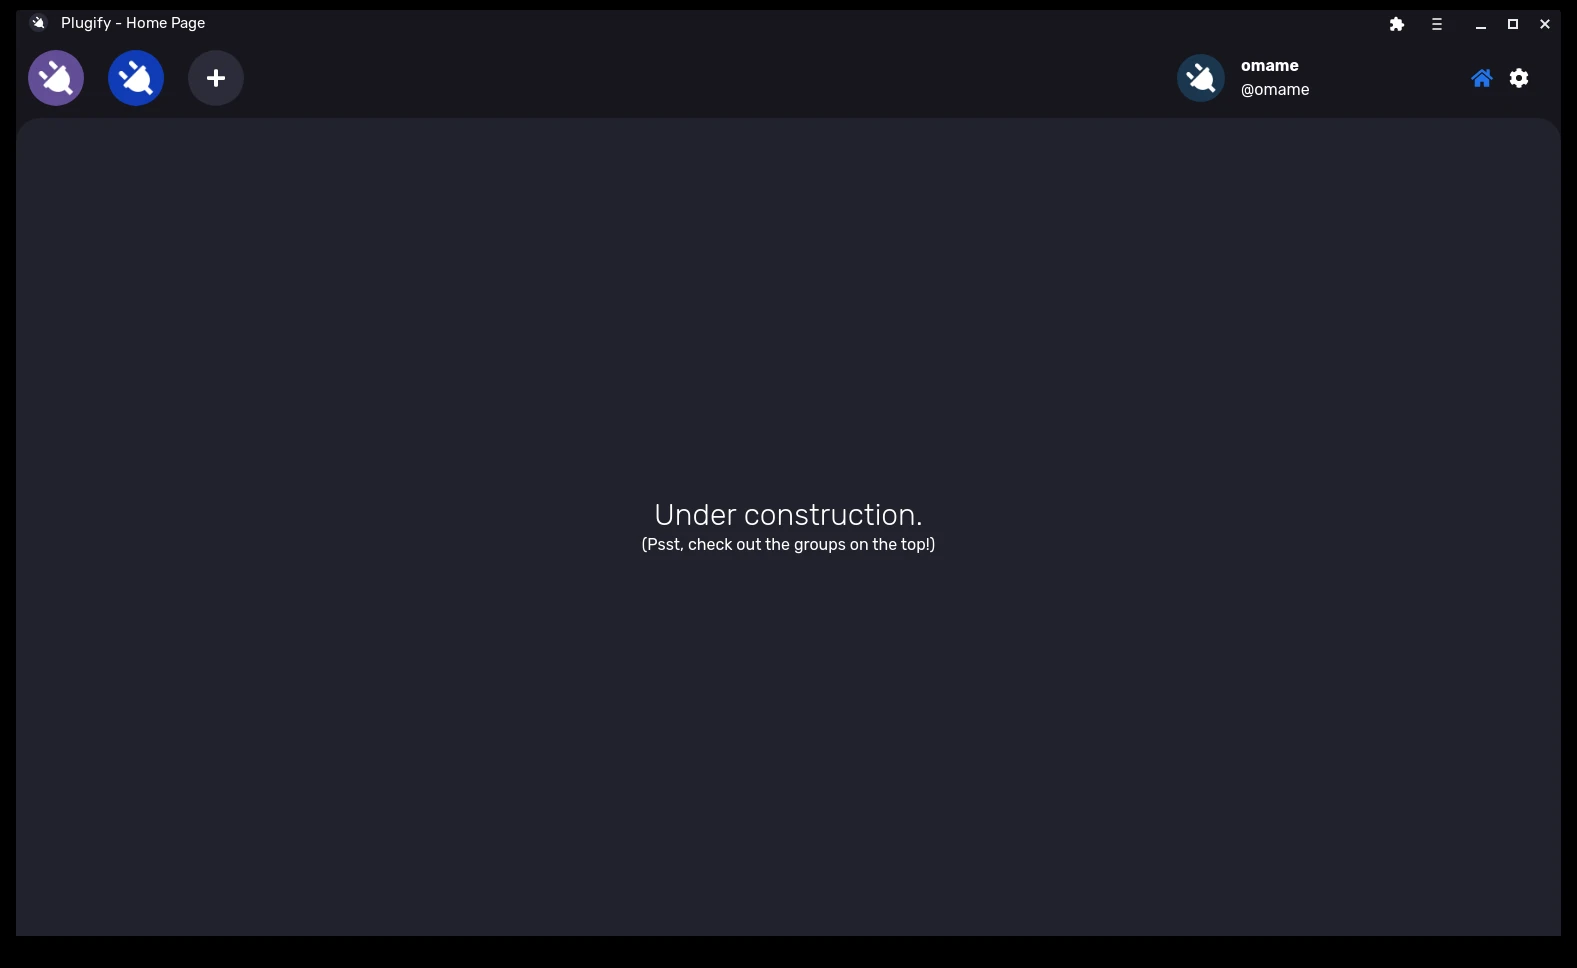 Plugify - Home Page
omame
@omame
Under construction.
(Psst, check out the groups on the top!)